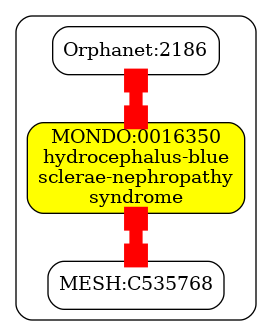 Orphanet:2186
MONDO:0016350
hydrocephalus-blue
sclerae-nephropathy
syndrome
MESH:C535768